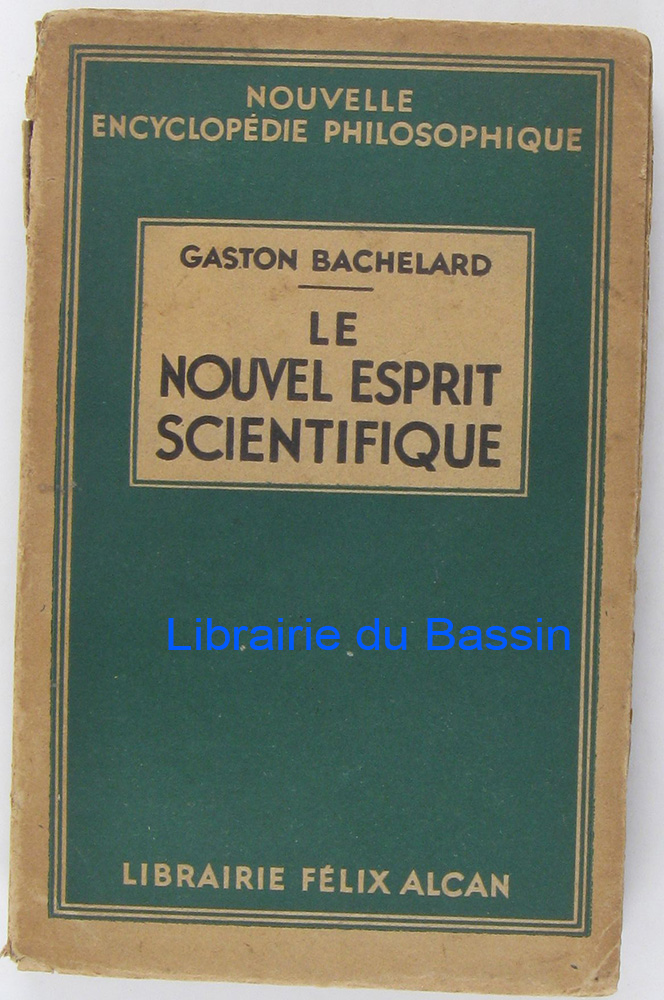 NOUVELLE
ENCYCLOPÉDIE PHILOSOPHIQUE
GASTON BACHELARD
LE
NOUVEL ESPRIT
SCIENTIFIQUE
Librairie du Bassin
LIBRAIRIE FÉLIX ALCAN